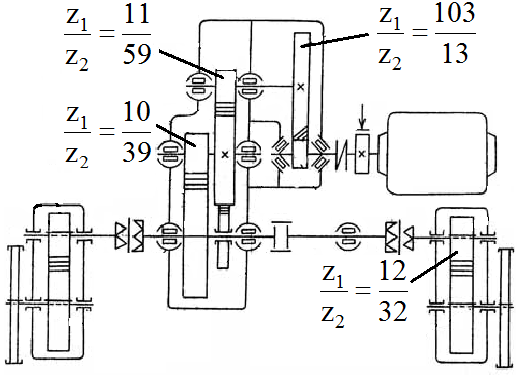 z₁/z₂ = 11/59
z₁/z₂ = 103/13
z₁/z₂ = 10/39
z₁/z₂ = 12/32